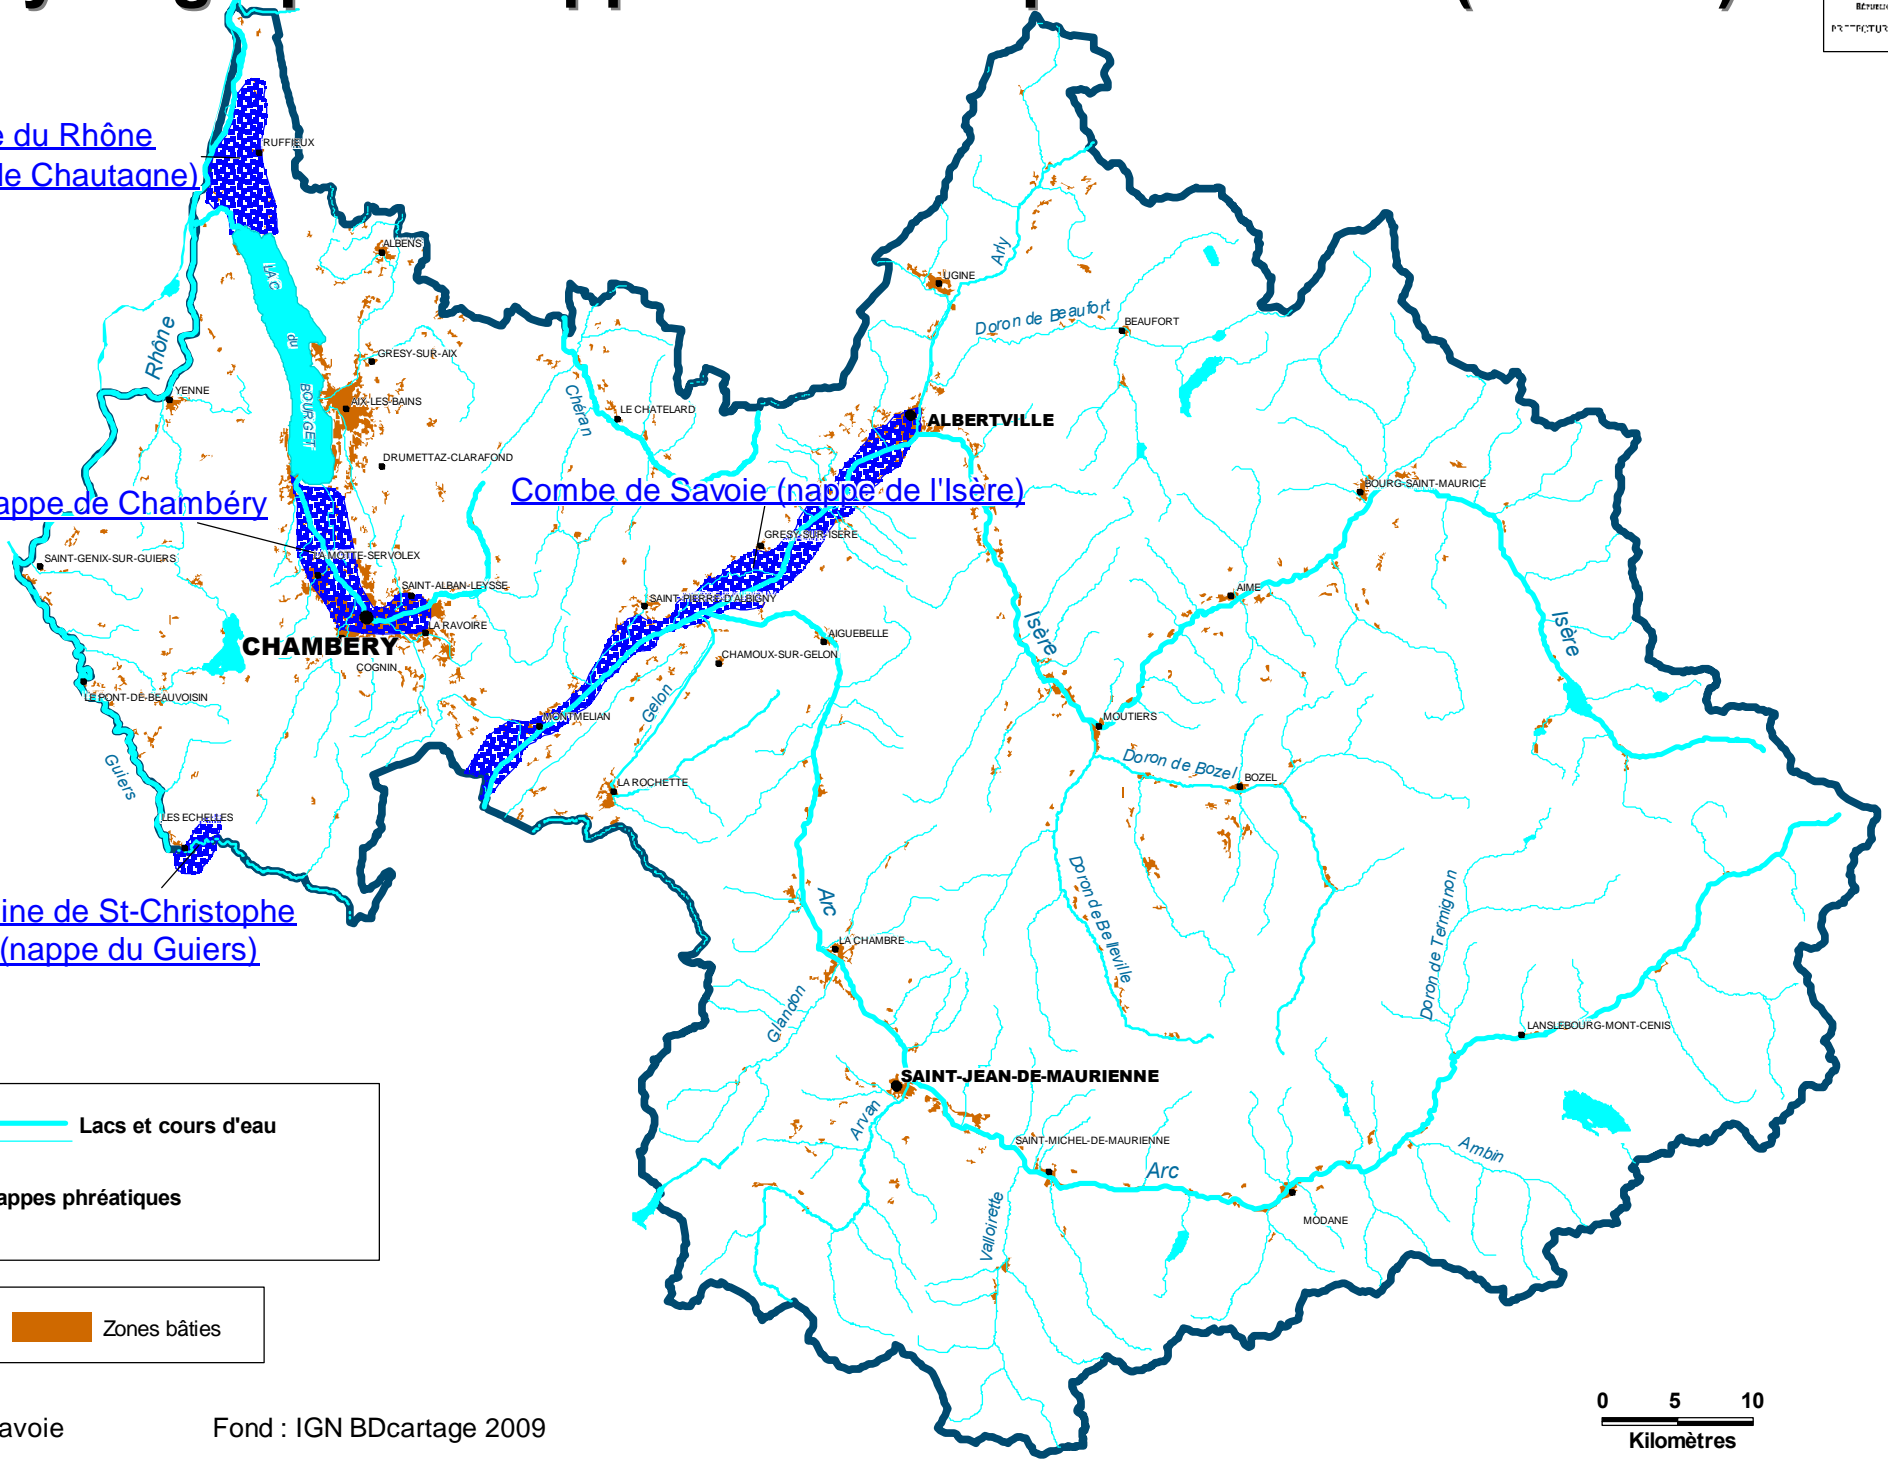 e du Rhône
de Chautagne)
RUFFIEUX
ALBENS
LAC
du
BOURGET
Rhône
YENNE
GRESY-SUR-AIX
AIX-LES-BAINS
DRUMETTAZ-CLARAFOND
Chéran
LE CHATELARD
UGINE
Arly
Doron de Beaufort
BEAUFORT
ALBERTVILLE
appe de Chambéry
Combe de Savoie (nappe de l'Isère)
GRESY-SUR-ISERE
BOURG-SAINT-MAURICE
SAINT-GENIX-SUR-GUIERS
LA MOTTE-SERVOLEX
SAINT-ALBAN-LEYSSE
SAINT-PIERRE-D'ALBIGNY
AIME
CHAMBERY
LA RAVOIRE
COGNIN
AIGUEBELLE
CHAMOUX-SUR-GELON
Isère
Isère
LE PONT-DE-BEAUVOISIN
Gelon
MONTMELIAN
MOUTIERS
Guiers
Doron de Bozel
BOZEL
LA ROCHETTE
LES ECHELLES
ine de St-Christophe
(nappe du Guiers)
Arc
Doron de Belleville
Doron de Termignon
LA CHAMBRE
Glandon
LANSLEBOURG-MONT-CENIS
SAINT-JEAN-DE-MAURIENNE
Arvan
SAINT-MICHEL-DE-MAURIENNE
Arc
Ambin
Valloirette
MODANE
Lacs et cours d'eau
appes phréatiques
Zones bâties
avoie
Fond : IGN BDcartage 2009
0 5 10
Kilomètres